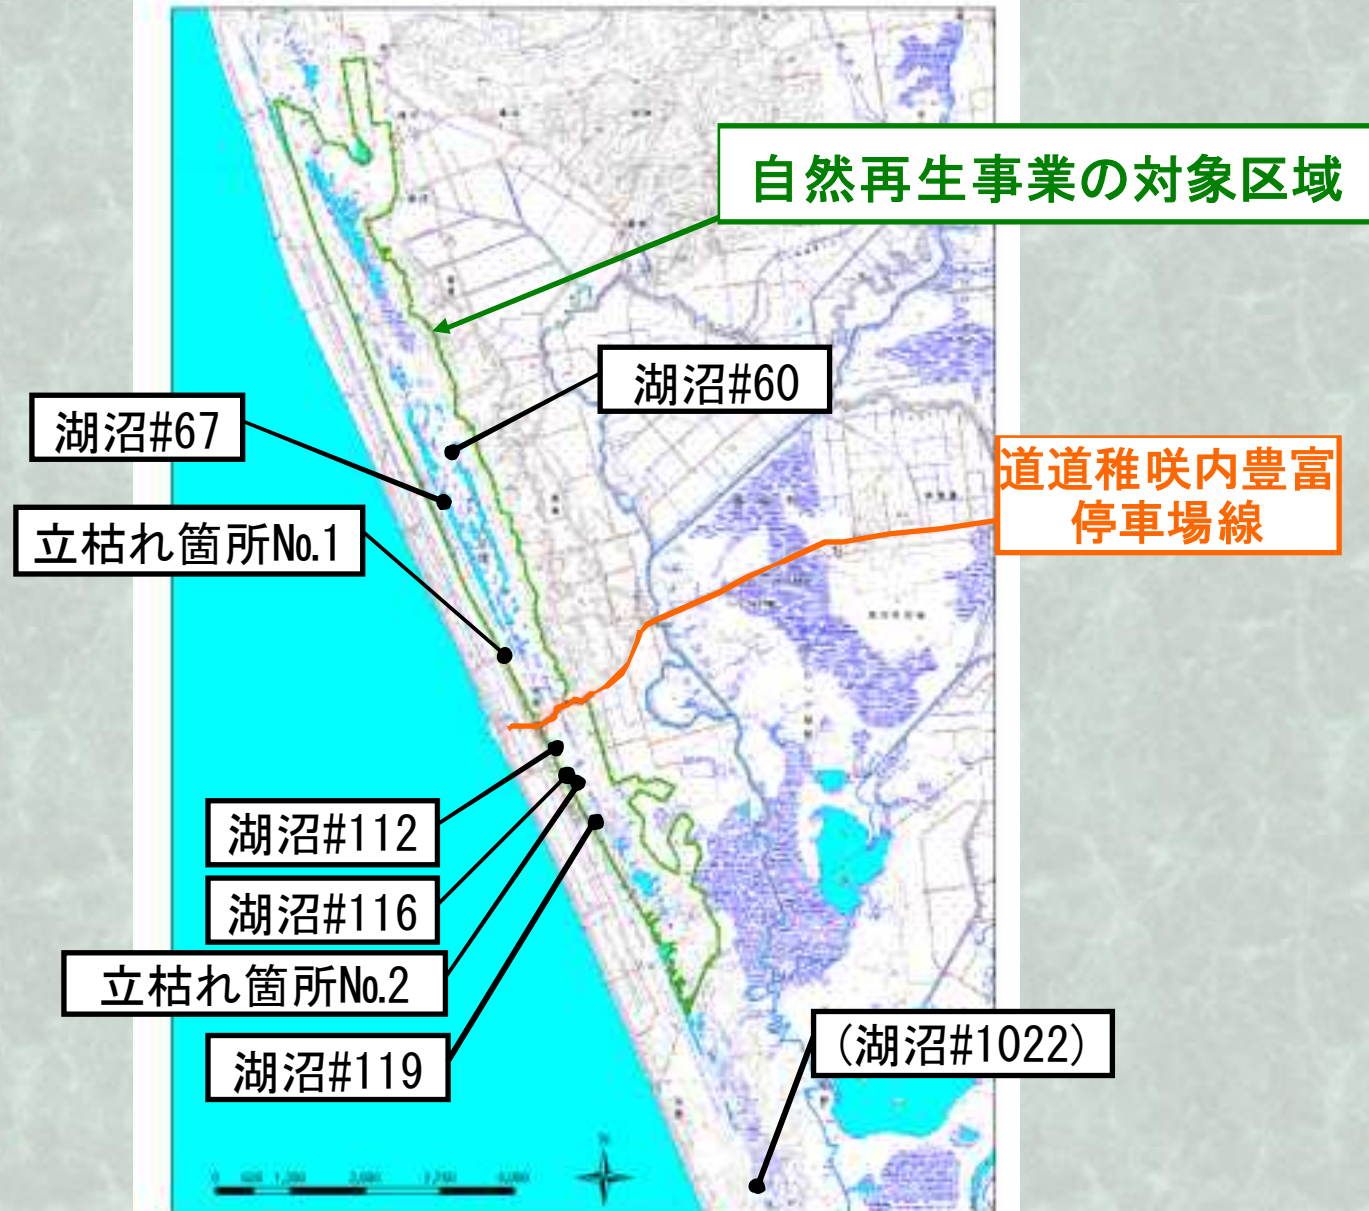 自然再生事業の対象区域
湖沼#60
湖沼#67
道道稚咲内豊富
停車場線
立枯れ箇所No.1
湖沼#112
湖沼#116
立枯れ箇所No.2
(湖沼#1022)
湖沼#119
N